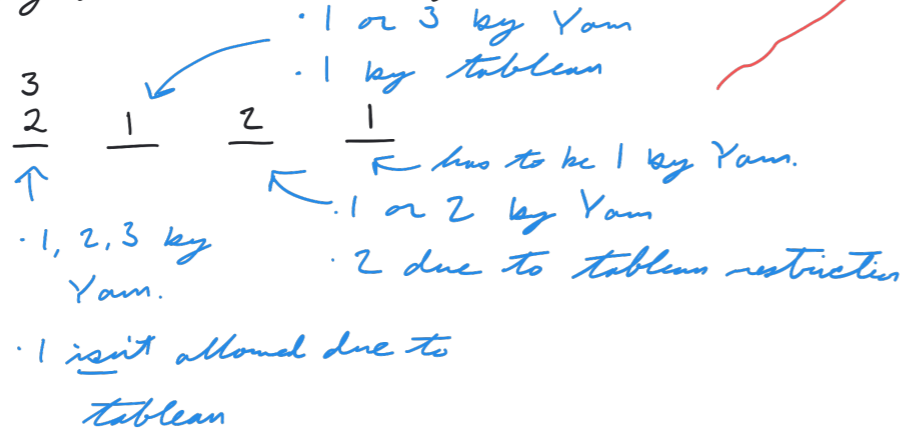 · 1 or 3 by Yam
· 1 by tableau
3
2 1 2 1
has to be 1 by Yam.
· 1 or 2 by Yam
· 2 due to tableau restriction
· 1, 2, 3 by
Yam.
· 1 isn't allowed due to
tableau